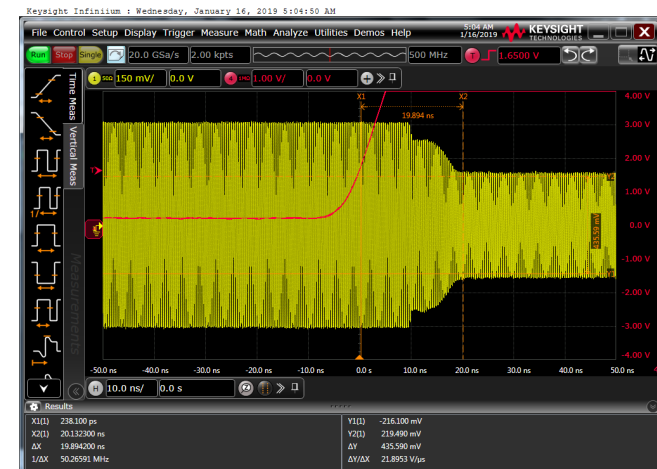 Keysight Infiniium : Wednesday, January 16, 2019 5:04:50 AM
File Control Setup Display Trigger Measure Math Analyze Utilities Demos Help
5:04 AM
1/16/2019
KEYSIGHT
TECHNOLOGIES
Run Stop Single 20.0 GSa/s 2.00 kpts 500 MHz T 1.6500 V
1 50Ω 150 mV/ 0.0 V 4 1MΩ 1.00 V/ 0.0 V
Time Meas
Vertical Meas
Measurements
1/
X1 X2
19.894 ns
435.59 mV
4.00 V
3.00 V
2.00 V
1.00 V
0.0 V
-1.00 V
-2.00 V
-3.00 V
-4.00 V
-50.0 ns -40.0 ns -30.0 ns -20.0 ns -10.0 ns 0.0 s 10.0 ns 20.0 ns 30.0 ns 40.0 ns 50.0 ns
H 10.0 ns/ 0.0 s
Results
X1(1) 238.100 ps Y1(1) -216.100 mV
X2(1) 20.132300 ns Y2(1) 219.490 mV
ΔX 19.894200 ns ΔY 435.590 mV
1/ΔX 50.26591 MHz ΔY/ΔX 21.8953 V/µs